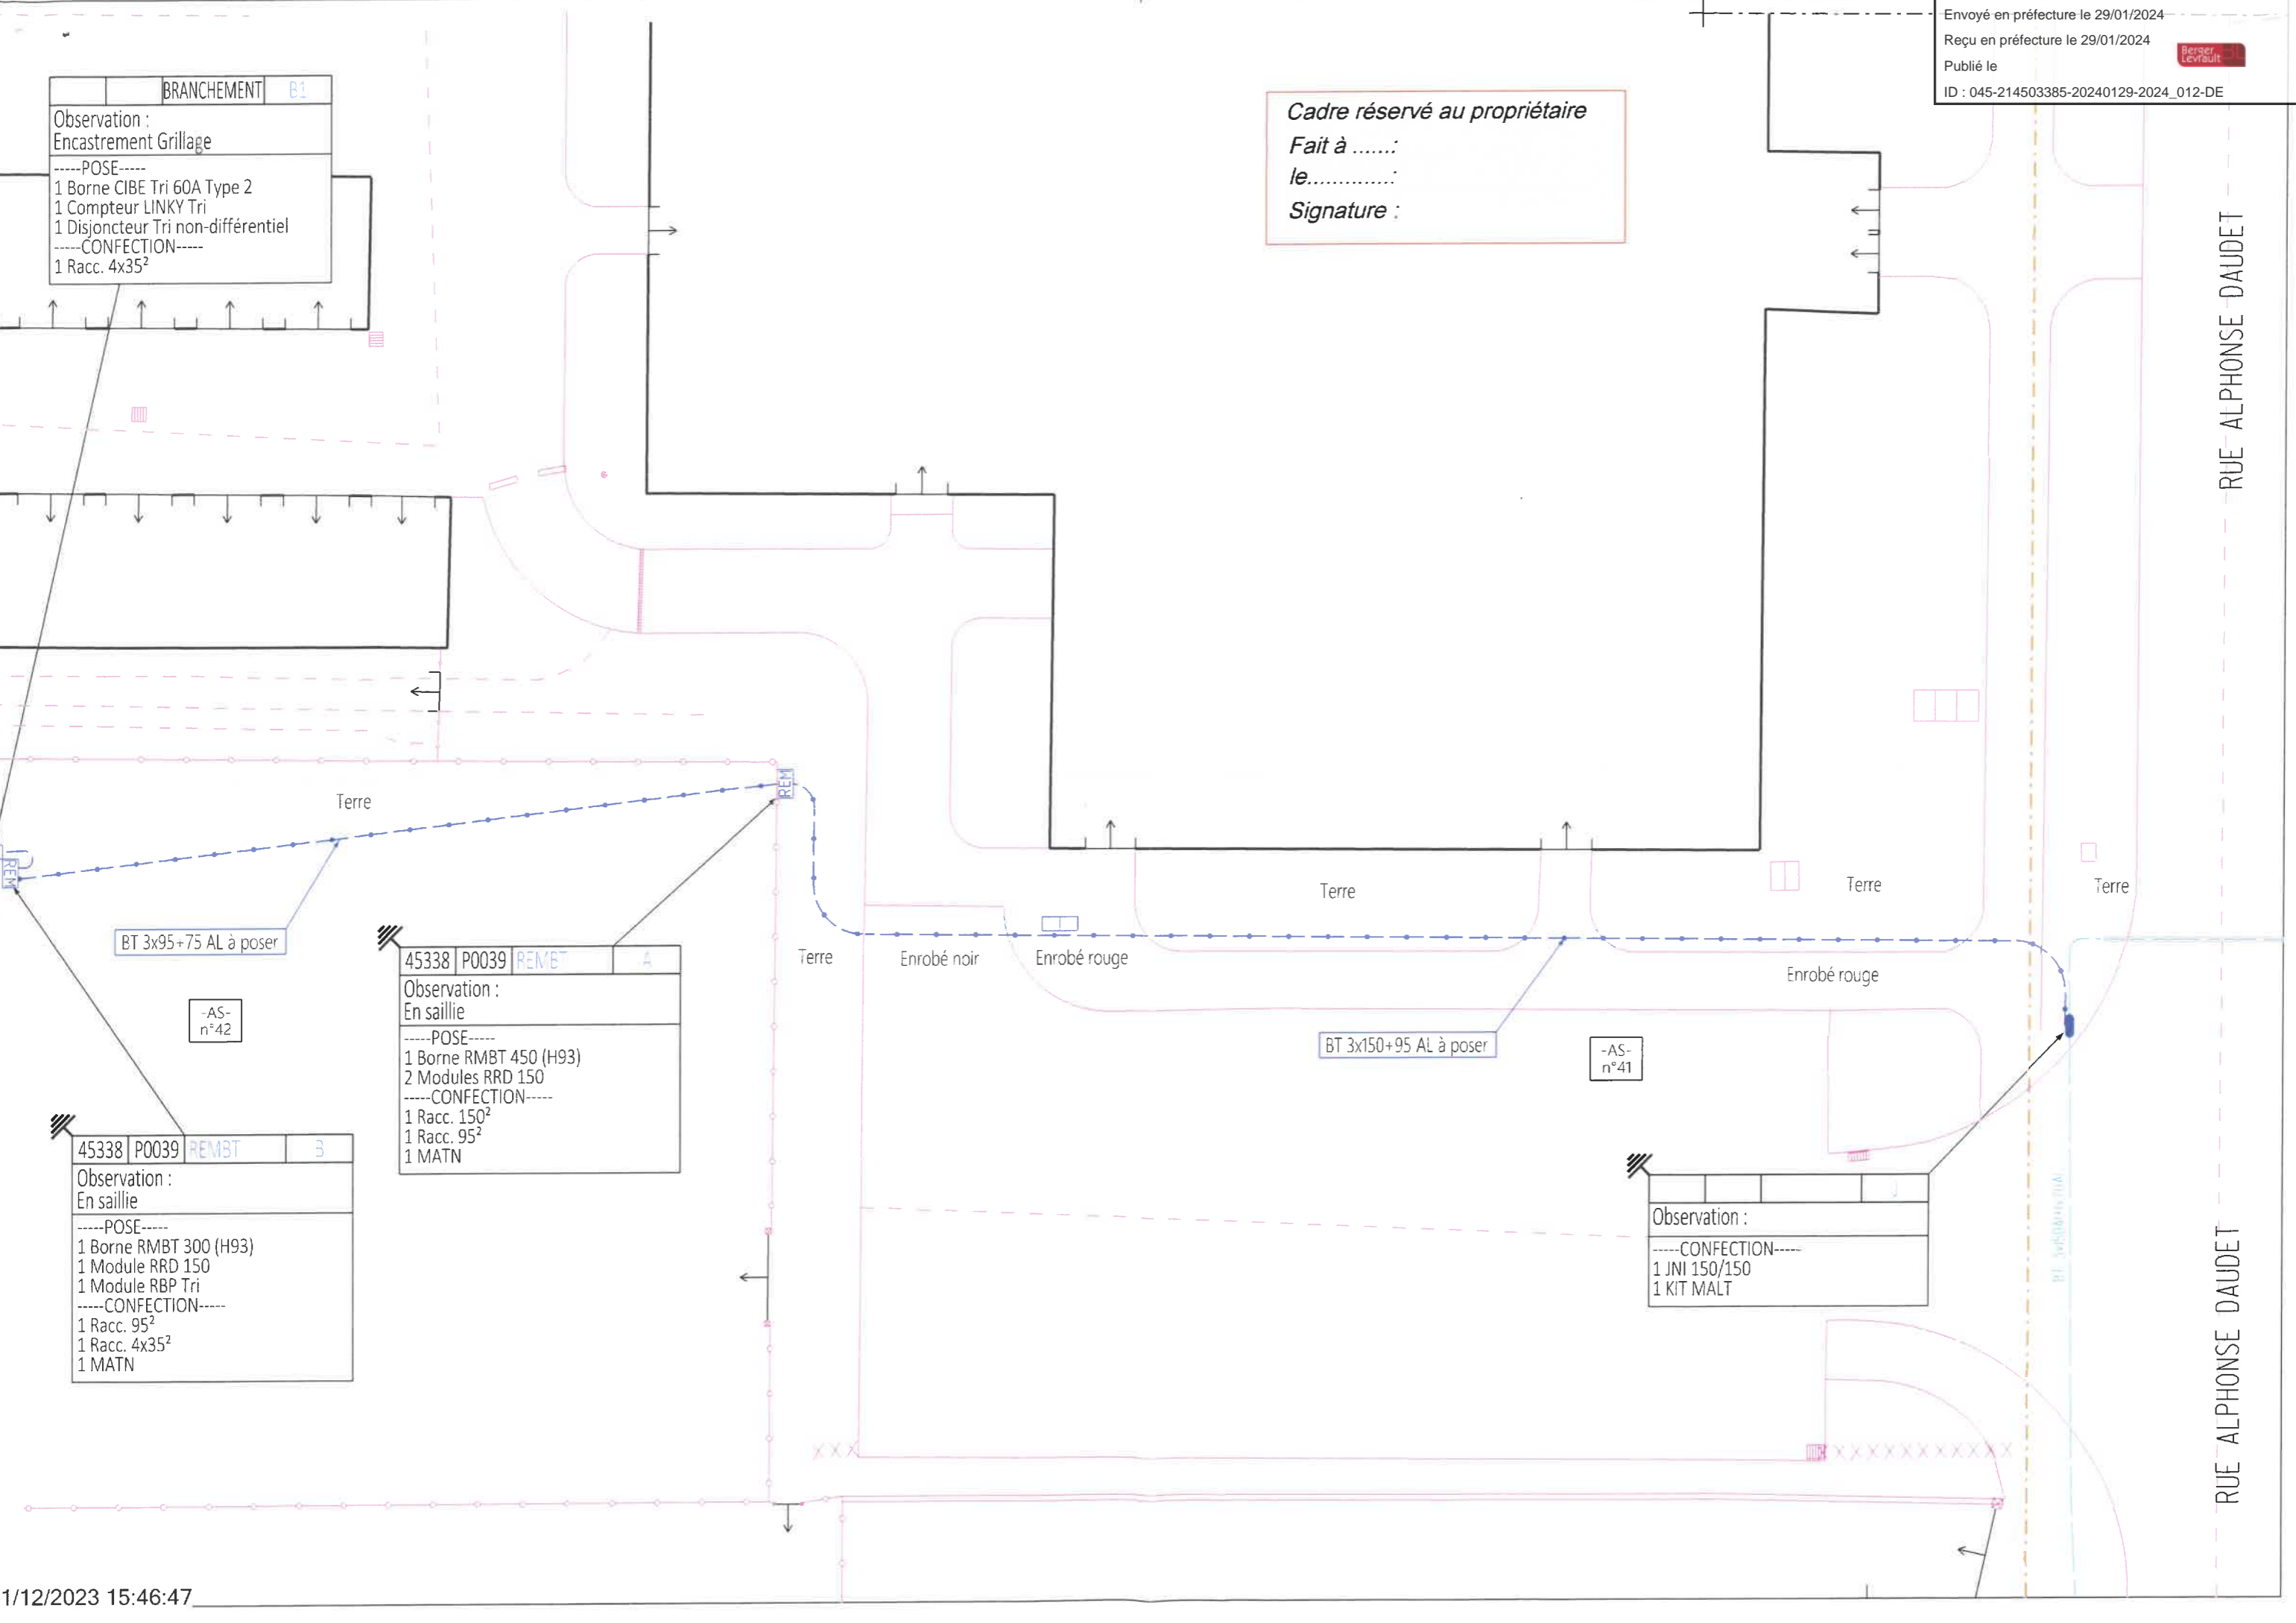 Envoyé en préfecture le 29/01/2024
Reçu en préfecture le 29/01/2024
Publié le
ID : 045-214503385-20240129-2024_012-DE
Berger
Levrault
BRANCHEMENT B1
Observation :
Encastrement Grillage
-----POSE-----
1 Borne CIBE Tri 60A Type 2
1 Compteur LINKY Tri
1 Disjoncteur Tri non-différentiel
-----CONFECTION-----
1 Racc. 4x35²
Cadre réservé au propriétaire
Fait à ......:
le.............:
Signature :
RUE ALPHONSE DAUDET
REM
Terre
REM
BT 3x95+75 AL à poser
-AS-
n°42
45338 P0039 REMBT A
Observation :
En saillie
-----POSE-----
1 Borne RMBT 450 (H93)
2 Modules RRD 150
-----CONFECTION-----
1 Racc. 150²
1 Racc. 95²
1 MATN
45338 P0039 REMBT B
Observation :
En saillie
-----POSE-----
1 Borne RMBT 300 (H93)
1 Module RRD 150
1 Module RBP Tri
-----CONFECTION-----
1 Racc. 95²
1 Racc. 4x35²
1 MATN
Terre
Enrobé noir
Enrobé rouge
Terre
Terre
Terre
Enrobé rouge
BT 3x150+95 AL à poser
-AS-
n°41
J
Observation :
-----CONFECTION-----
1 JNI 150/150
1 KIT MALT
RUE ALPHONSE DAUDET
1/12/2023 15:46:47